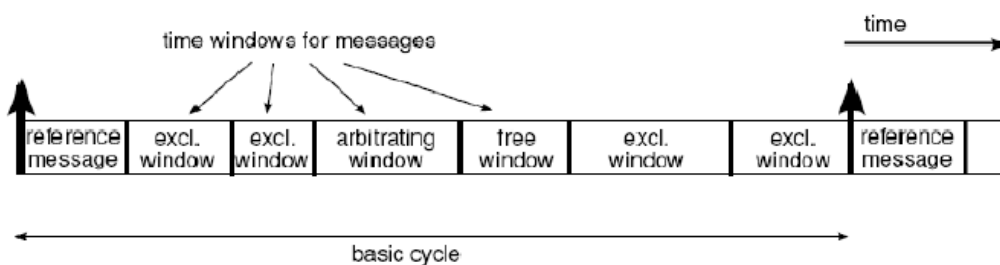 time windows for messages
time
reference message
excl. window
excl. window
arbitrating window
free window
excl. window
excl. window
reference message
basic cycle